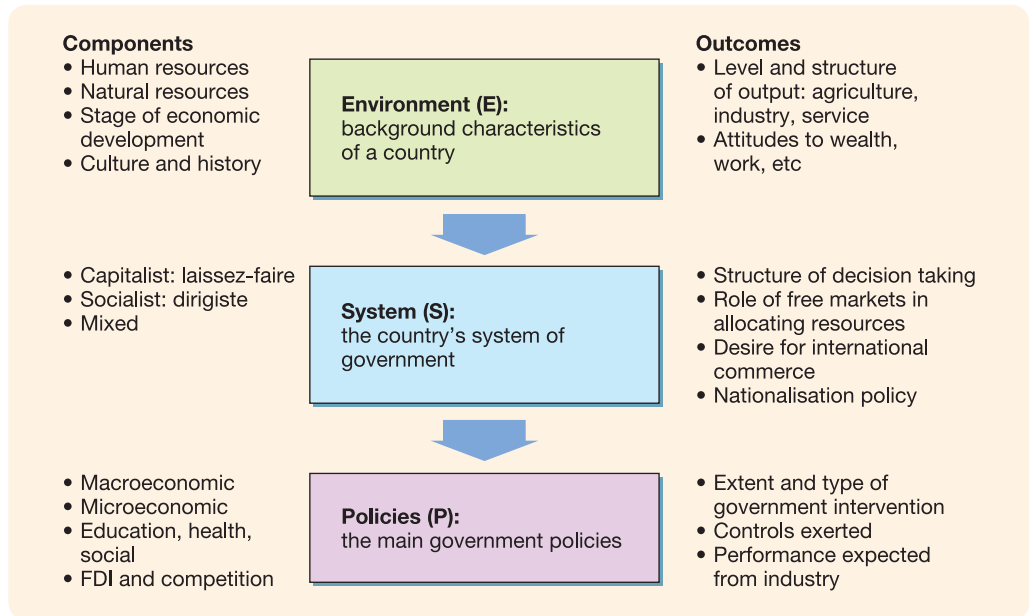 Components
• Human resources
• Natural resources
• Stage of economic
development
• Culture and history
Environment (E):
background characteristics
of a country
Outcomes
• Level and structure
of output: agriculture,
industry, service
• Attitudes to wealth,
work, etc
• Capitalist: laissez-faire
• Socialist: dirigiste
• Mixed
System (S):
the country’s system of
government
• Structure of decision taking
• Role of free markets in
allocating resources
• Desire for international
commerce
• Nationalisation policy
• Macroeconomic
• Microeconomic
• Education, health,
social
• FDI and competition
Policies (P):
the main government policies
• Extent and type of
government intervention
• Controls exerted
• Performance expected
from industry